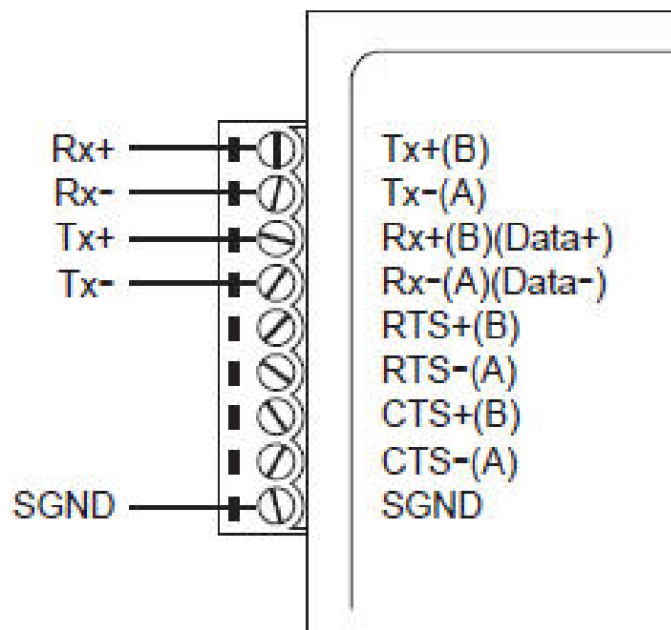 Rx+ Tx+(B)
Rx- Tx-(A)
Tx+ Rx+(B)(Data+)
Tx- Rx-(A)(Data-)
RTS+(B)
RTS-(A)
CTS+(B)
CTS-(A)
SGND SGND